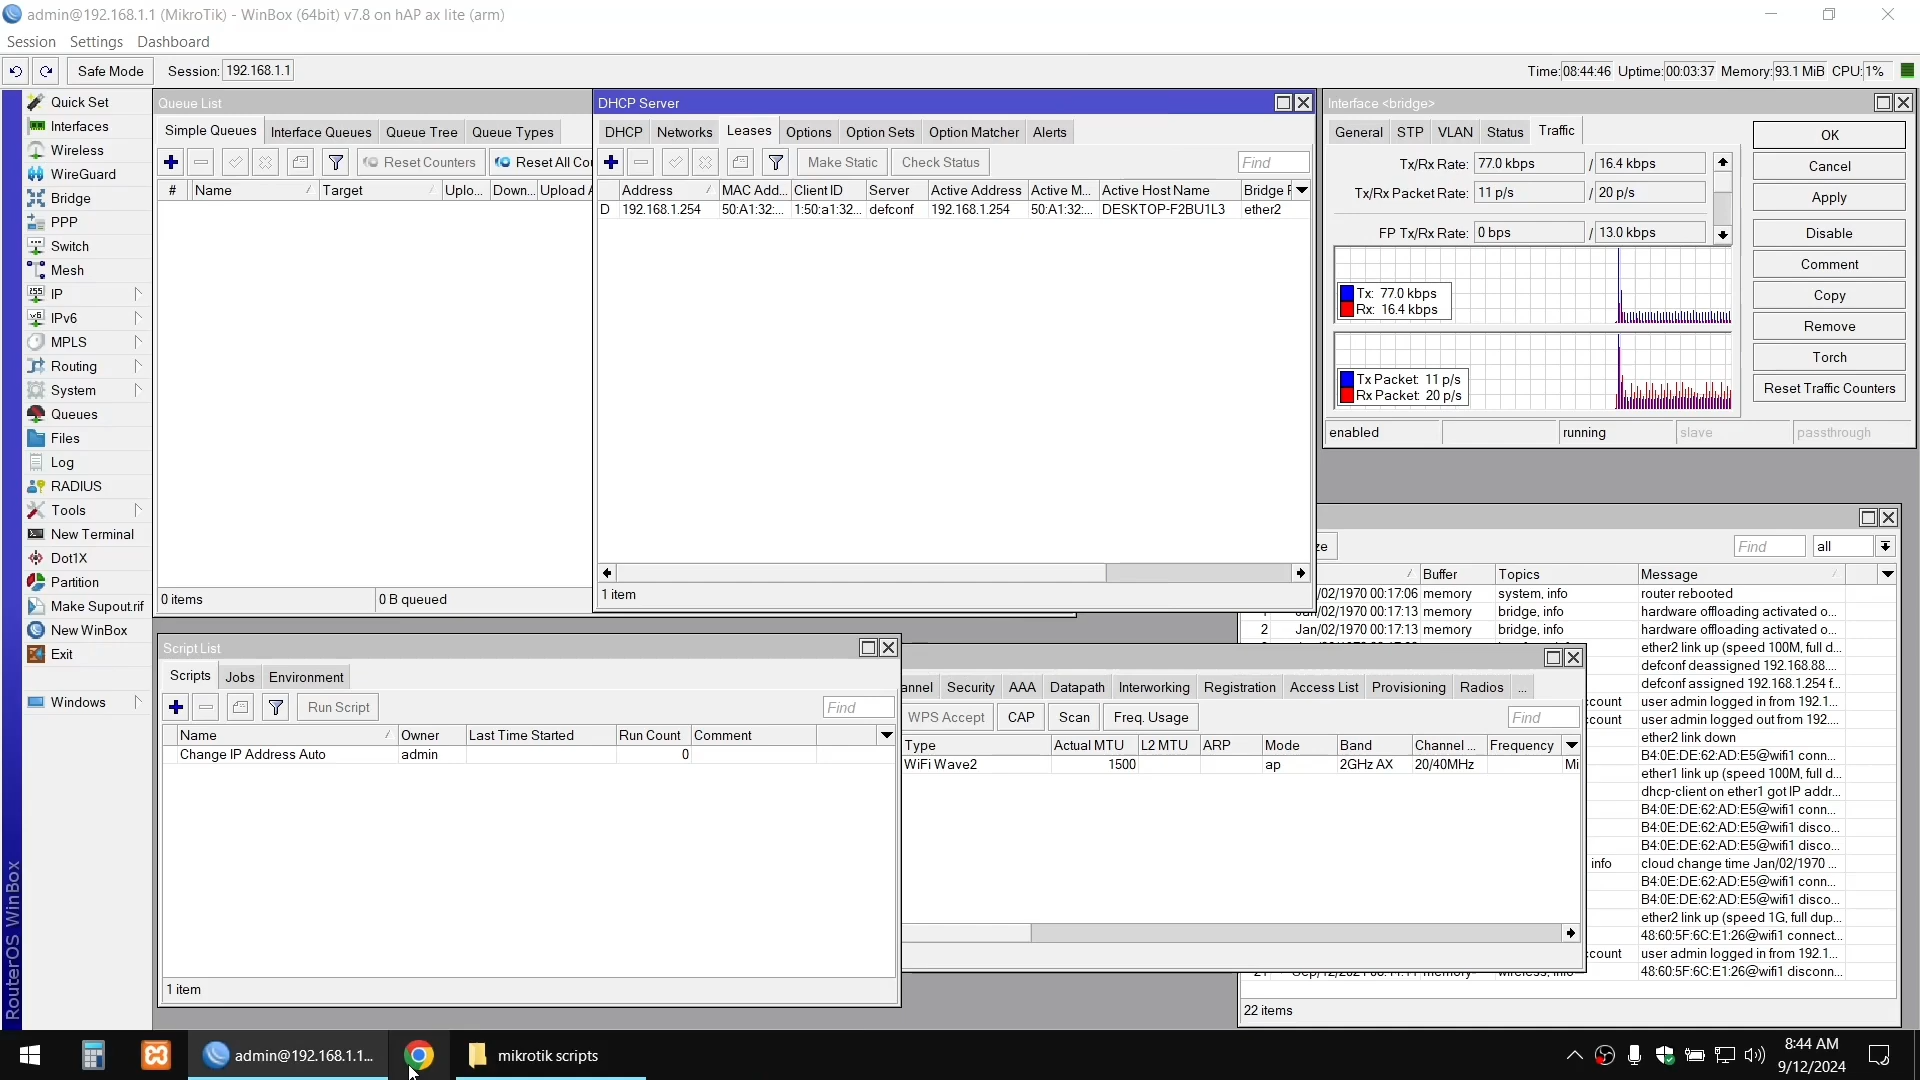 admin@192.168.1.1 (MikroTik) - WinBox (64bit) v7.8 on hAP ax lite (arm)
Session Settings Dashboard
Safe Mode Session: 192.168.1.1 Time: 08:44:46 Uptime: 00:03:37 Memory: 93.1 MiB CPU: 1%
Quick Set
Interfaces
Wireless
WireGuard
Bridge
PPP
Switch
Mesh
IP
IPv6
MPLS
Routing
System
Queues
Files
Log
RADIUS
Tools
New Terminal
Dot1X
Partition
Make Supout.rif
New WinBox
Exit
Windows
RouterOS WinBox
Queue List
Simple Queues Interface Queues Queue Tree Queue Types
Reset Counters Reset All Co
# Name Target Uplo... Down... Upload
0 items 0 B queued
DHCP Server
DHCP Networks Leases Options Option Sets Option Matcher Alerts
Make Static Check Status Find
Address MAC Add... Client ID Server Active Address Active M... Active Host Name Bridge
D 192.168.1.254 50:A1:32:... 1:50:a1:32... defconf 192.168.1.254 50:A1:32:... DESKTOP-F2BU1L3 ether2
1 item
Interface <bridge>
General STP VLAN Status Traffic
Tx/Rx Rate: 77.0 kbps / 16.4 kbps
Tx/Rx Packet Rate: 11 p/s / 20 p/s
FP Tx/Rx Rate: 0 bps / 13.0 kbps
Tx: 77.0 kbps
Rx: 16.4 kbps
Tx Packet: 11 p/s
Rx Packet: 20 p/s
OK
Cancel
Apply
Disable
Comment
Copy
Remove
Torch
Reset Traffic Counters
enabled running slave passthrough
Script List
Scripts Jobs Environment
Run Script Find
Name Owner Last Time Started Run Count Comment
Change IP Address Auto admin 0
1 item
annel Security AAA Datapath Interworking Registration Access List Provisioning Radios ...
WPS Accept CAP Scan Freq. Usage Find
Type Actual MTU L2 MTU ARP Mode Band Channel ... Frequency
WiFi Wave2 1500 ap 2GHz AX 20/40MHz Mi
ze Find all
Buffer Topics Message
/02/1970 00:17:06 memory system, info router rebooted
Jan/02/1970 00:17:13 memory bridge, info hardware offloading activated o...
2 Jan/02/1970 00:17:13 memory bridge, info hardware offloading activated o...
ether2 link up (speed 100M, full d...
defconf deassigned 192.168.88....
defconf assigned 192.168.1.254 f...
count user admin logged in from 192.1...
count user admin logged out from 192....
ether2 link down
B4:0E:DE:62:AD:E5@wifi1 conn...
ether1 link up (speed 100M, full d...
dhcp-client on ether1 got IP addr...
B4:0E:DE:62:AD:E5@wifi1 conn...
B4:0E:DE:62:AD:E5@wifi1 disco...
B4:0E:DE:62:AD:E5@wifi1 disco...
info cloud change time Jan/02/1970 ...
B4:0E:DE:62:AD:E5@wifi1 conn...
B4:0E:DE:62:AD:E5@wifi1 disco...
ether2 link up (speed 1G, full dup...
48:60:5F:6C:E1:26@wifi1 connect...
count user admin logged in from 192.1...
48:60:5F:6C:E1:26@wifi1 disconn...
22 items
admin@192.168.1.1... mikrotik scripts
8:44 AM
9/12/2024